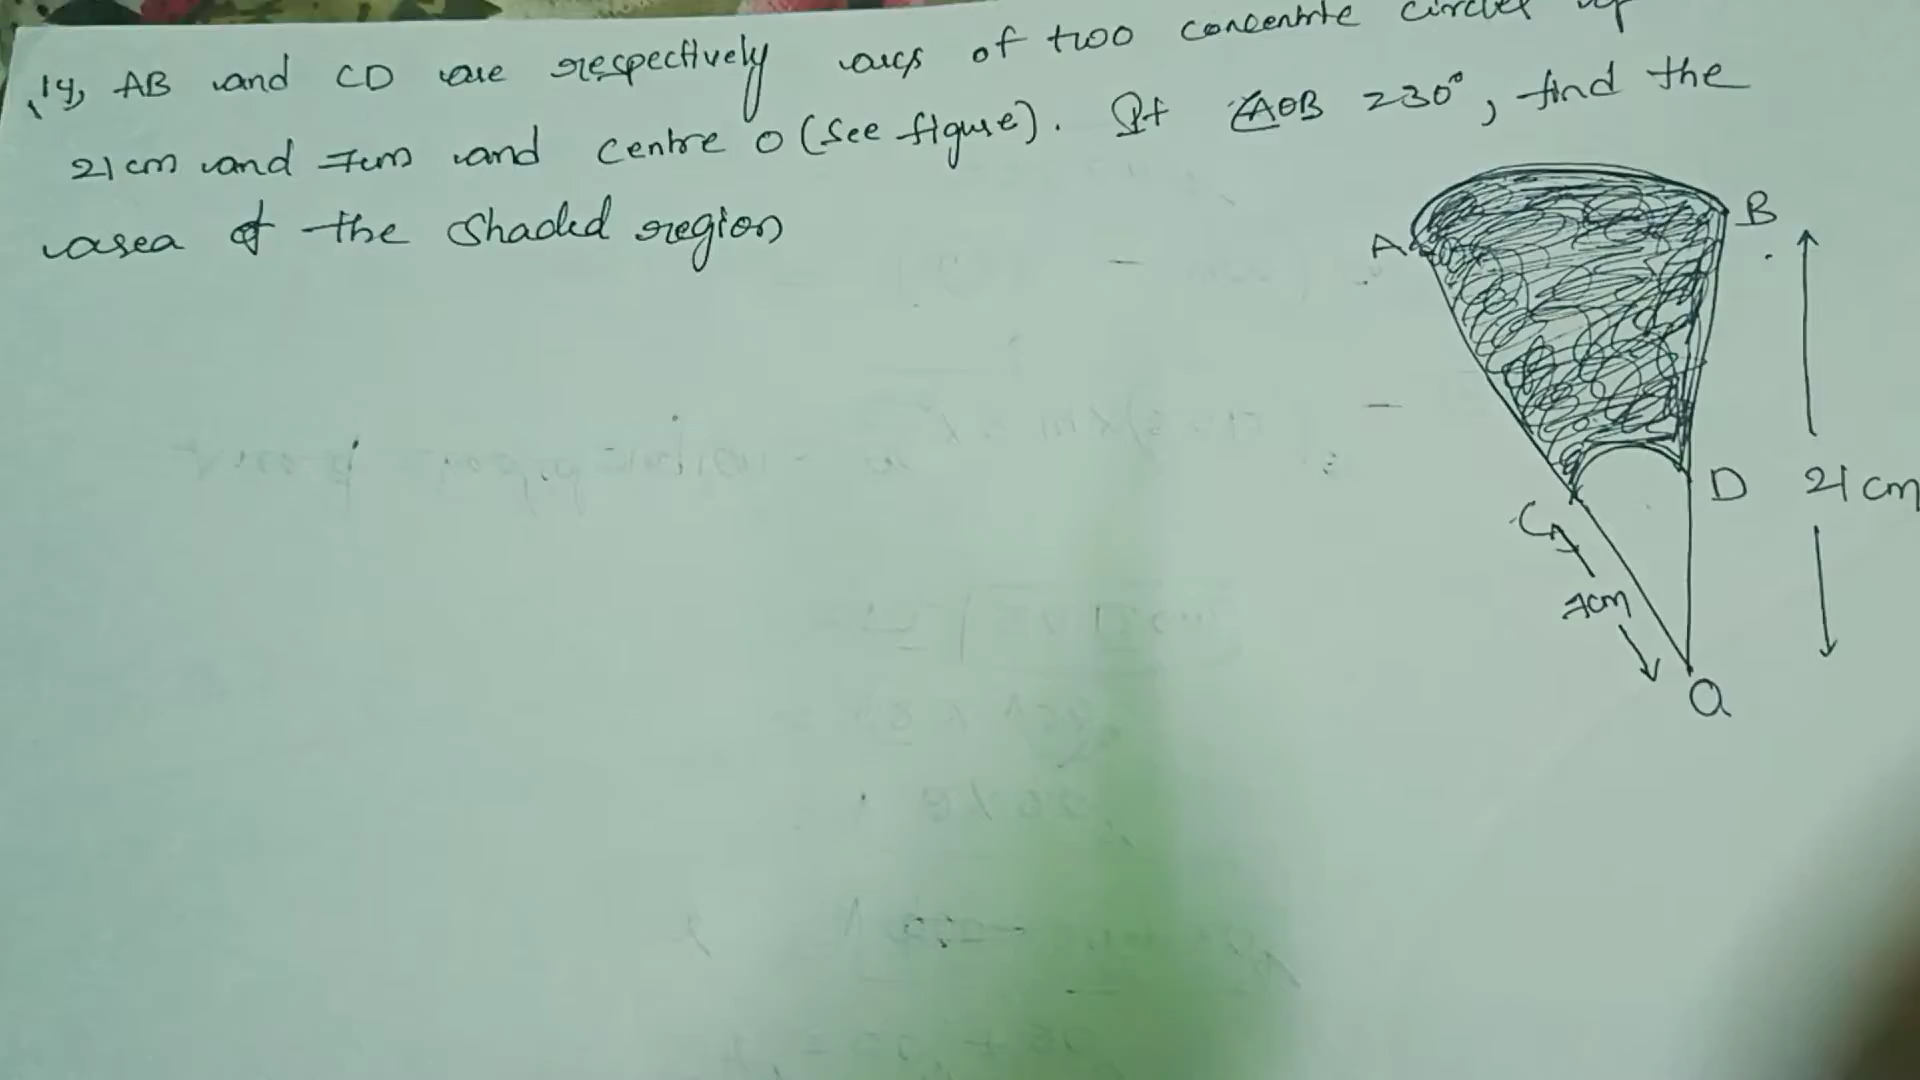 14, AB and CD are respectively arcs of two concentric circles of
21 cm and 7cm and centre O (See figure). If ∠AOB = 30°, find the
area of the shaded region
A
B
C
D
21 cm
7cm
O